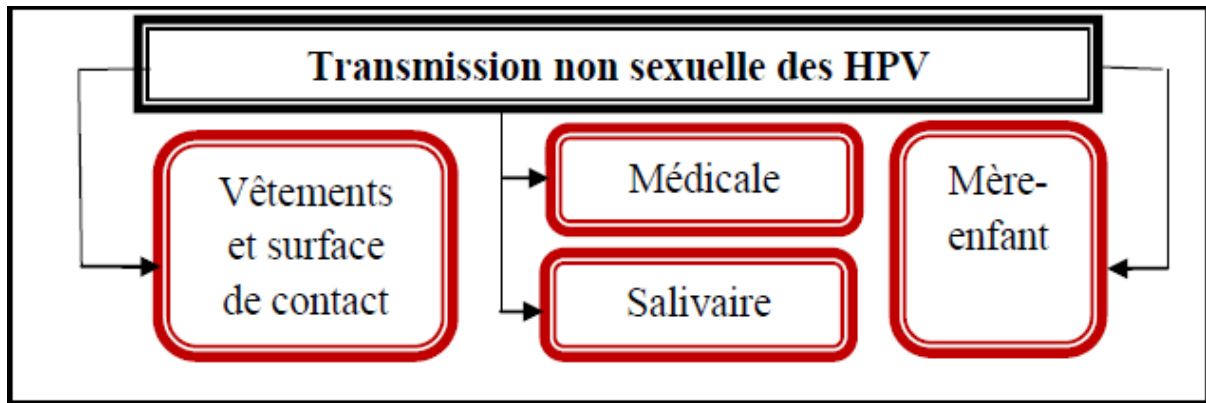 Transmission non sexuelle des HPV
Vêtements
et surface
de contact
Médicale
Salivaire
Mère-
enfant